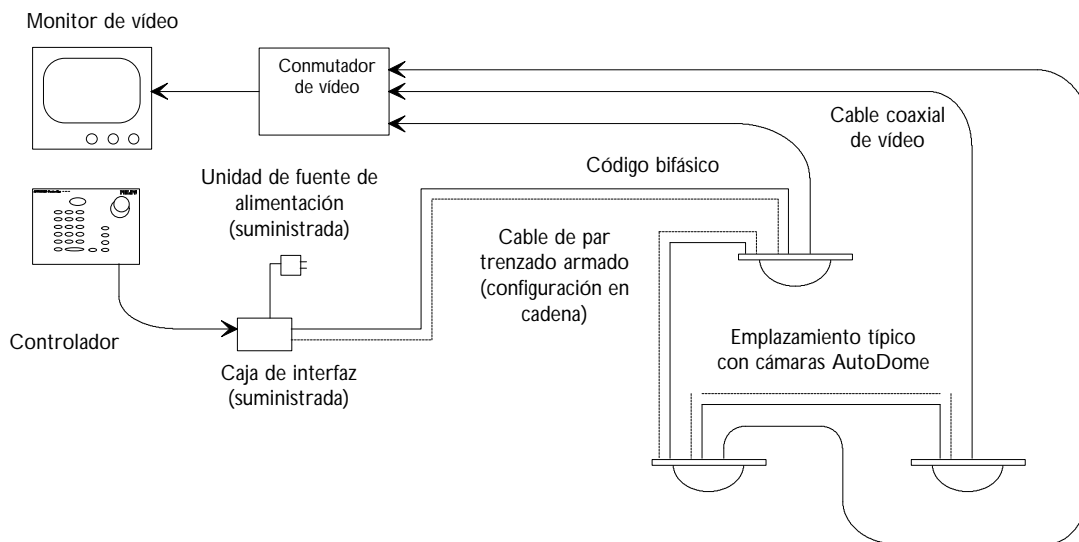 Monitor de vídeo
Conmutador
de vídeo
Cable coaxial
de vídeo
Código bifásico
Unidad de fuente de
alimentación
(suministrada)
PHILIPS
Cable de par
trenzado armado
(configuración en
cadena)
Controlador
Caja de interfaz
(suministrada)
Emplazamiento típico
con cámaras AutoDome